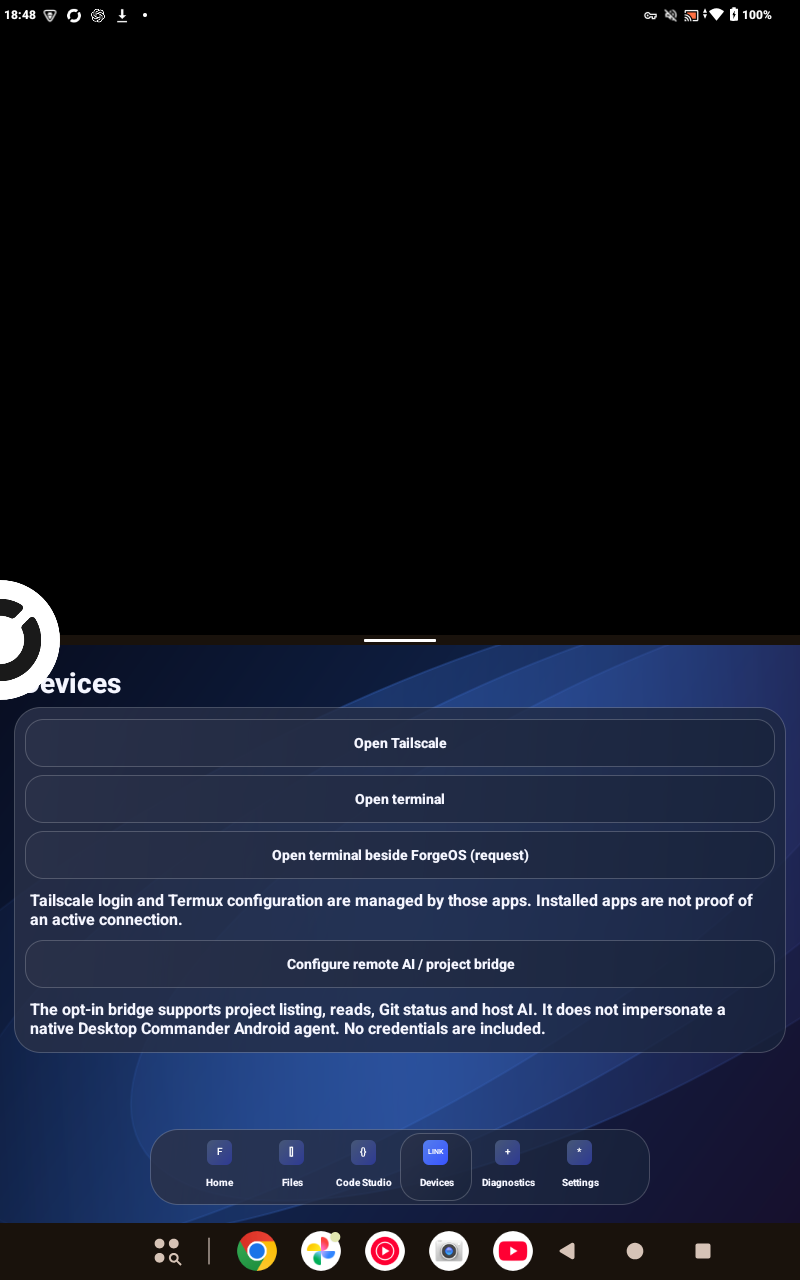 18:48
100%
Devices
Open Tailscale
Open terminal
Open terminal beside ForgeOS (request)
Tailscale login and Termux configuration are managed by those apps. Installed apps are not proof of
an active connection.
Configure remote AI / project bridge
The opt-in bridge supports project listing, reads, Git status and host AI. It does not impersonate a
native Desktop Commander Android agent. No credentials are included.
F
[]
{}
LINK
+
*
Home
Files
Code Studio
Devices
Diagnostics
Settings